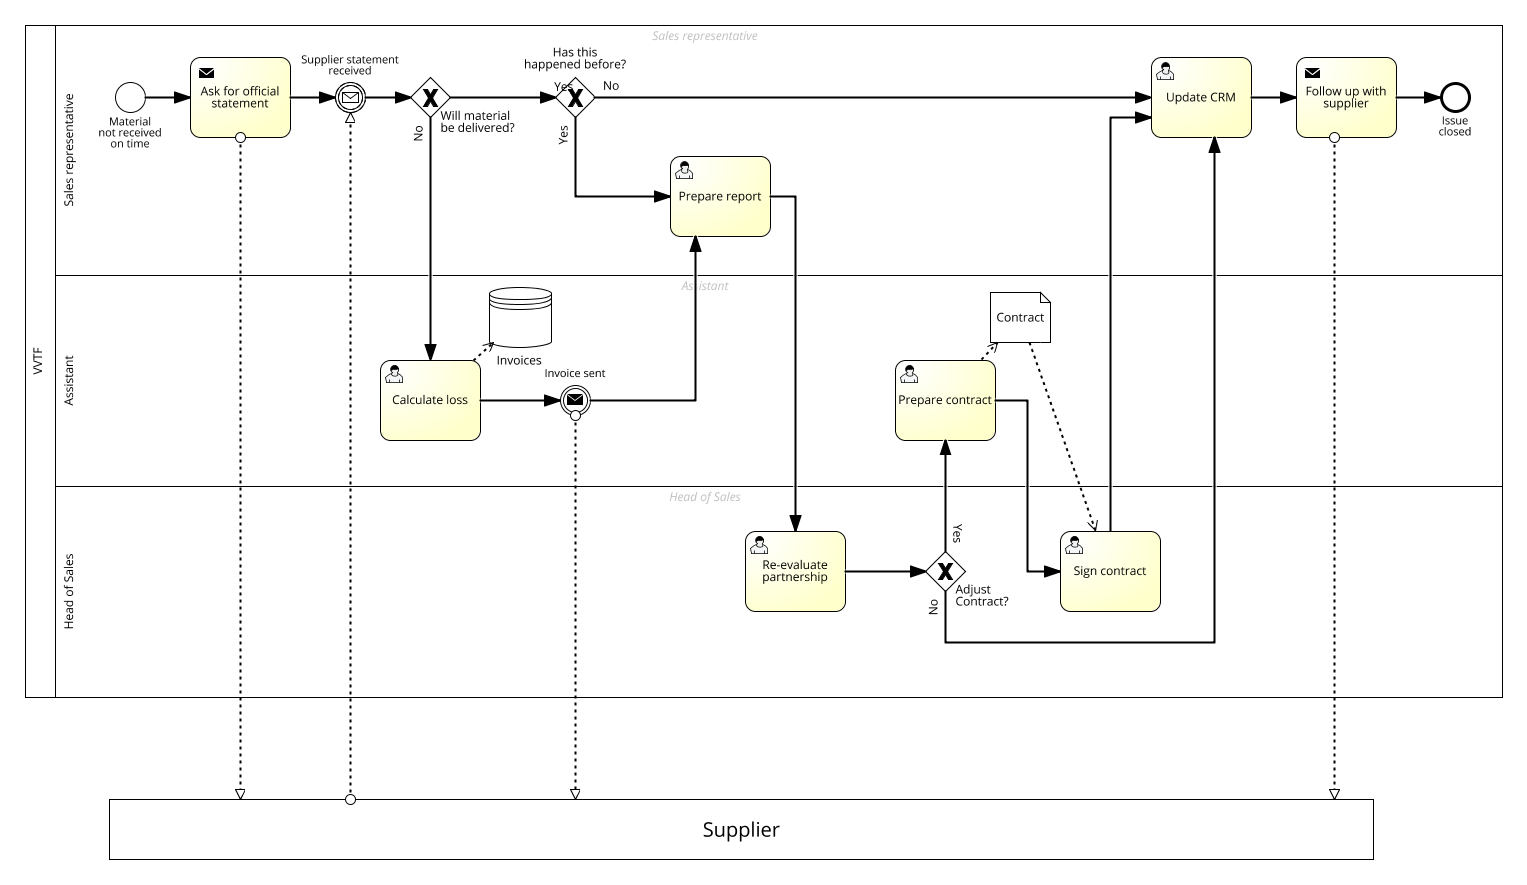 Sales representative
Has this
happened before?
Supplier statement
received
Yes
No
Ask for official
statement
Update CRM
Follow up with
supplier
Material
not received
on time
Will material
be delivered?
No
Yes
Issue
closed
Sales representative
Prepare report
Assistant
Contract
VVTF
Assistant
Invoices
Invoice sent
Calculate loss
Prepare contract
Head of Sales
Yes
Re-evaluate
partnership
Adjust
Contract?
No
Sign contract
Head of Sales
Supplier